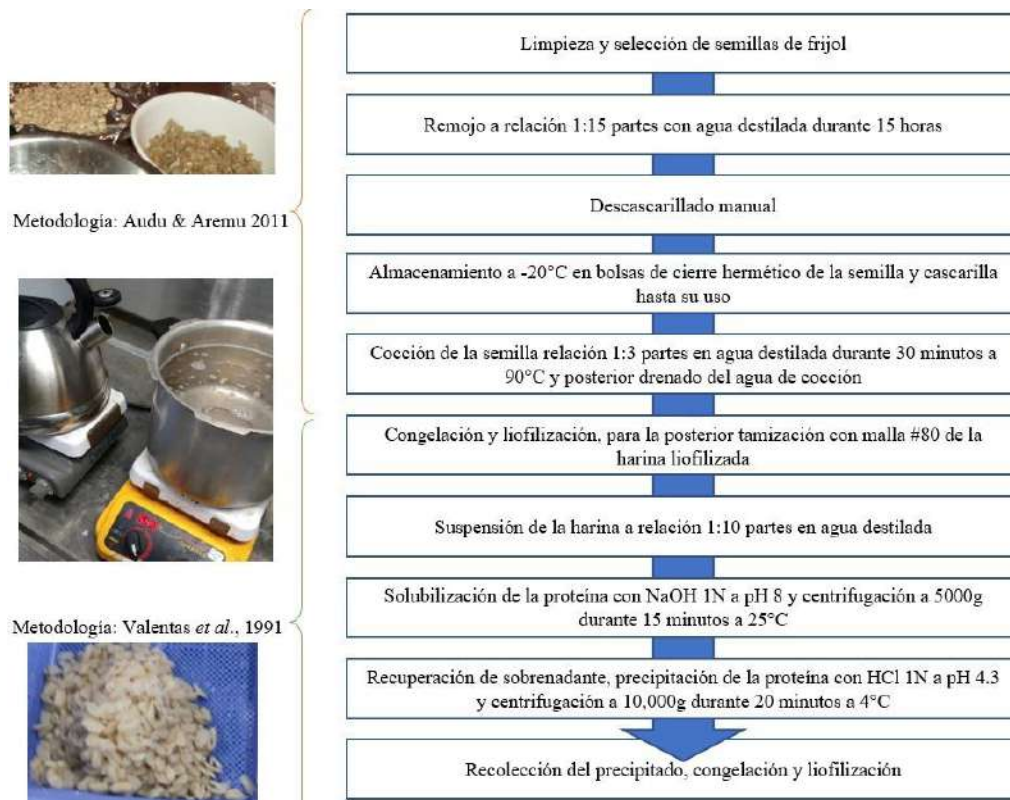 Limpieza y selección de semillas de frijol
Remojo a relación 1:15 partes con agua destilada durante 15 horas
Metodología: Audu & Aremu 2011
Descascarillado manual
Almacenamiento a -20°C en bolsas de cierre hermético de la semilla y cascarilla
hasta su uso
Cocción de la semilla relación 1:3 partes en agua destilada durante 30 minutos a
90°C y posterior drenado del agua de cocción
Congelación y liofilización, para la posterior tamización con malla #80 de la
harina liofilizada
Suspensión de la harina a relación 1:10 partes en agua destilada
Solubilización de la proteína con NaOH 1N a pH 8 y centrifugación a 5000g
durante 15 minutos a 25°C
Metodología: Valentas et al., 1991
Recuperación de sobrenadante, precipitación de la proteína con HCl 1N a pH 4.3
y centrifugación a 10,000g durante 20 minutos a 4°C
Recolección del precipitado, congelación y liofilización